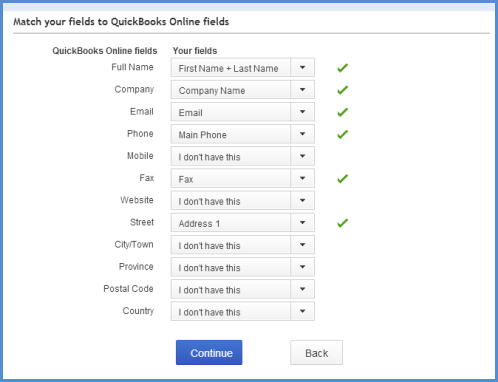 Match your fields to QuickBooks Online fields
QuickBooks Online fields Your fields
Full Name First Name + Last Name
Company Company Name
Email Email
Phone Main Phone
Mobile I don't have this
Fax Fax
Website I don't have this
Street Address 1
City/Town I don't have this
Province I don't have this
Postal Code I don't have this
Country I don't have this
Continue Back